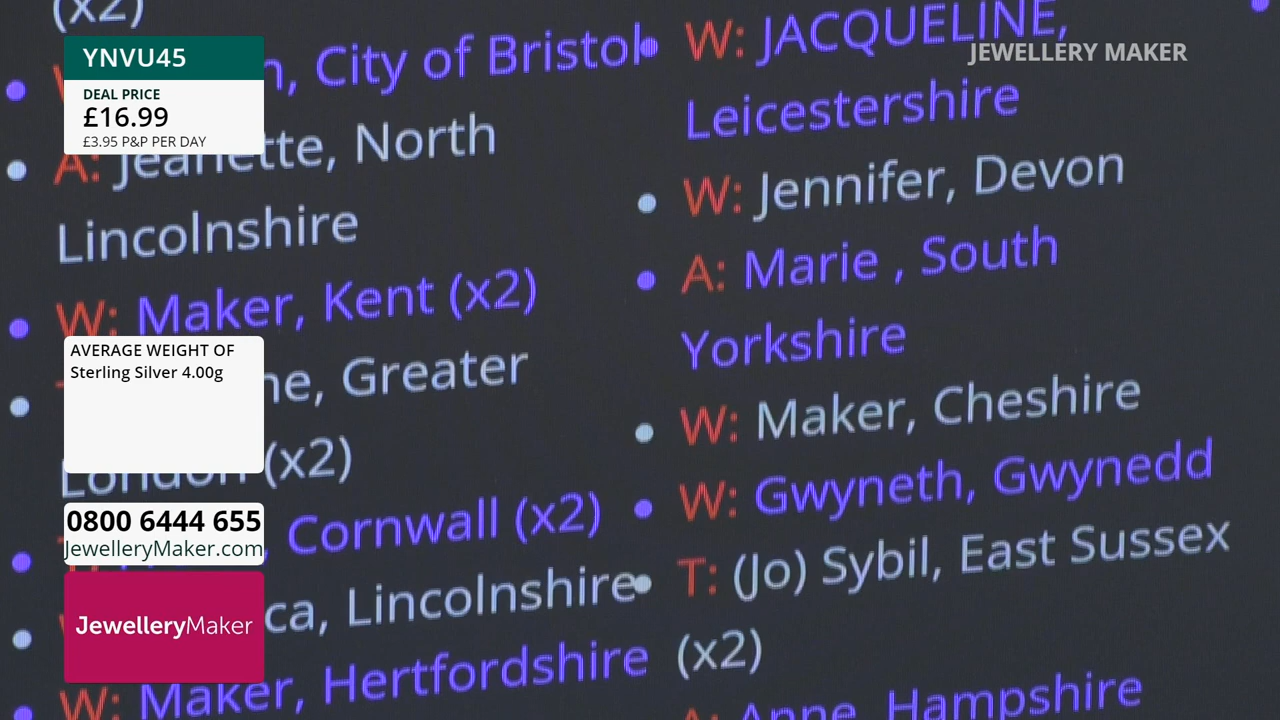 (x2)
City of Bristol
A: Jeanette, North
Lincolnshire
W: Maker, Kent (x2)
Greater
London (x2)
Cornwall (x2)
Lincolnshire
W: Maker, Hertfordshire
W: JACQUELINE,
Leicestershire
W: Jennifer, Devon
A: Marie , South
Yorkshire
W: Maker, Cheshire
W: Gwyneth, Gwynedd
T: (Jo) Sybil, East Sussex
(x2)
A: Anne, Hampshire
JEWELLERY MAKER
YNVU45
DEAL PRICE
£16.99
£3.95 P&P PER DAY
AVERAGE WEIGHT OF
Sterling Silver 4.00g
0800 6444 655
JewelleryMaker.com
JewelleryMaker